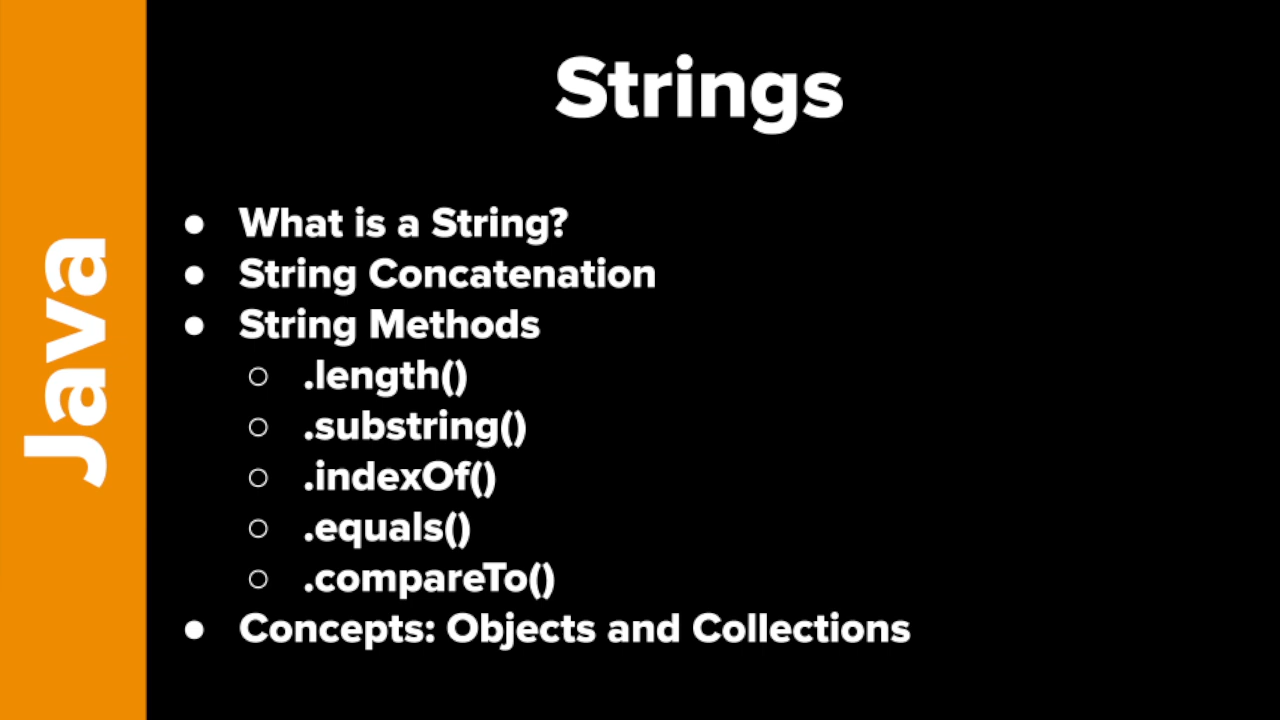 Java
Strings
● What is a String?
● String Concatenation
● String Methods
○ .length()
○ .substring()
○ .indexOf()
○ .equals()
○ .compareTo()
● Concepts: Objects and Collections